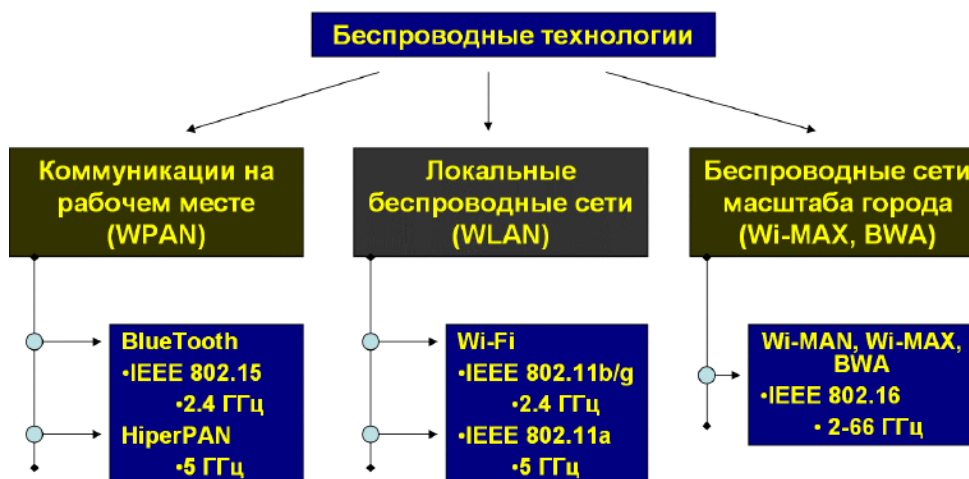 Беспроводные технологии
Коммуникации на
рабочем месте
(WPAN)
Локальные
беспроводные сети
(WLAN)
Беспроводные сети
масштаба города
(Wi-MAX, BWA)
BlueTooth
•IEEE 802.15
•2.4 ГГц
HiperPAN
•5 ГГц
Wi-Fi
•IEEE 802.11b/g
•2.4 ГГц
•IEEE 802.11a
•5 ГГц
Wi-MAN, Wi-MAX,
BWA
•IEEE 802.16
• 2-66 ГГц